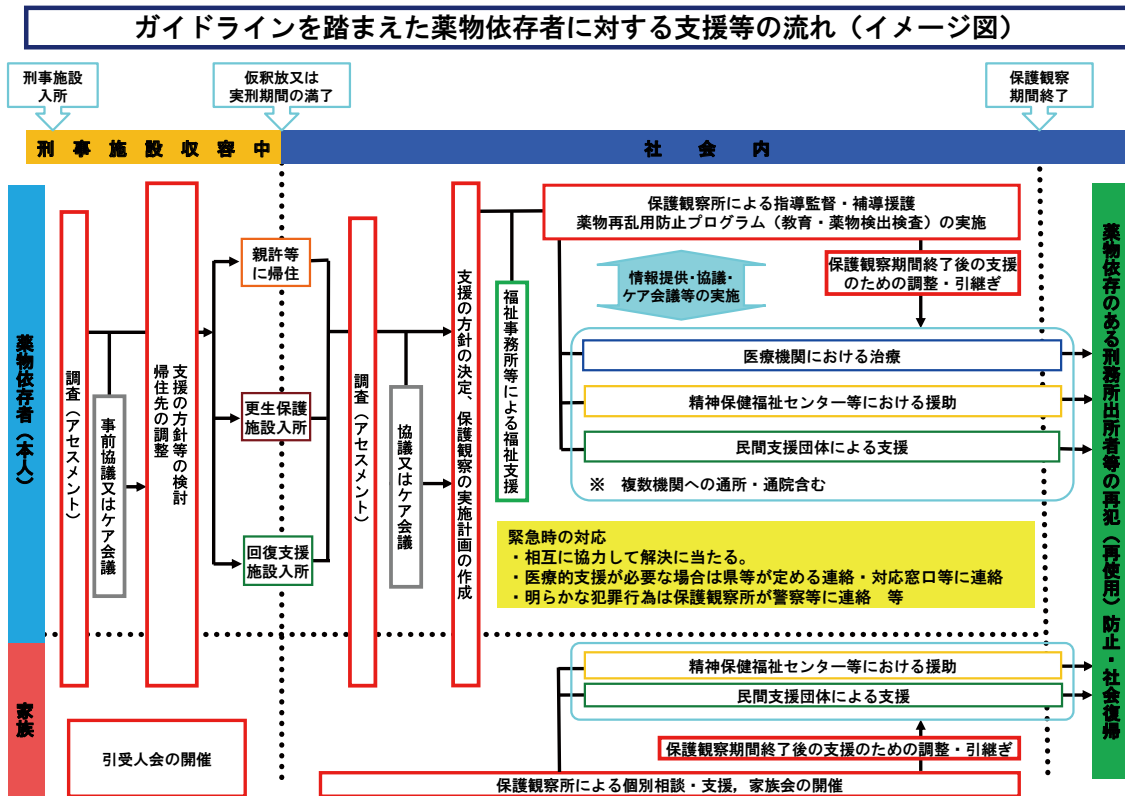 ガイドラインを踏まえた薬物依存者に対する支援等の流れ（イメージ図）
刑事施設
入所
仮釈放又は
実刑期間の満了
保護観察
期間終了
刑事施設収容中
社会内
薬物依存者（本人）
調査（アセスメント）
事前協議又はケア会議
支援の方針等の検討
帰住先の調整
親許等
に帰住
更生保護
施設入所
回復支援
施設入所
調査（アセスメント）
協議又はケア会議
支援の方針の決定、保護観察の実施計画の作成
福祉事務所等による福祉支援
保護観察所による指導監督・補導援護
薬物再乱用防止プログラム（教育・薬物検出検査）の実施
情報提供・協議・
ケア会議等の実施
保護観察期間終了後の支援
のための調整・引継ぎ
医療機関における治療
精神保健福祉センター等における援助
民間支援団体による支援
※ 複数機関への通所・通院含む
緊急時の対応
・相互に協力して解決に当たる。
・医療的支援が必要な場合は県等が定める連絡・対応窓口等に連絡
・明らかな犯罪行為は保護観察所が警察等に連絡 等
薬物依存のある刑務所出所者等の再犯（再使用）防止・社会復帰
家族
引受人会の開催
精神保健福祉センター等における援助
民間支援団体による支援
保護観察期間終了後の支援のための調整・引継ぎ
保護観察所による個別相談・支援，家族会の開催